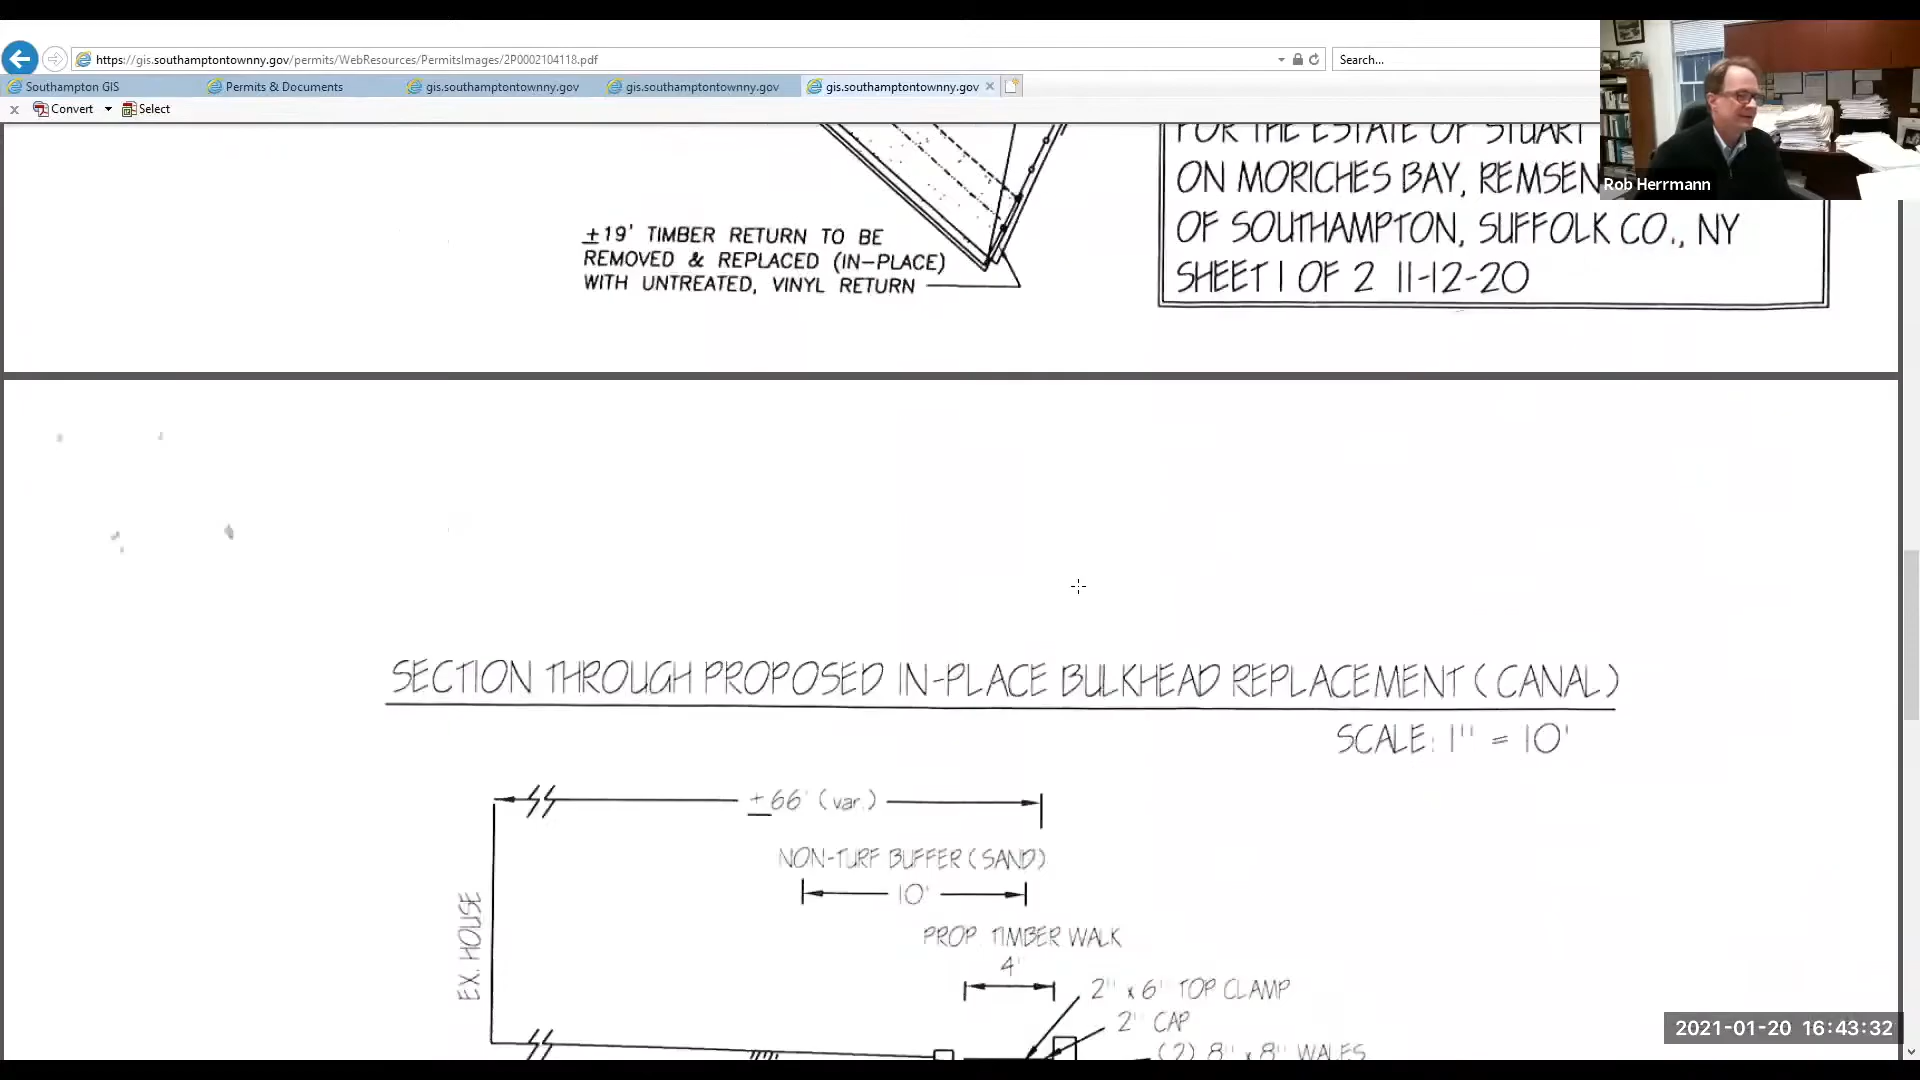 https://gis.southamptontownny.gov/permits/WebResources/PermitsImages/2P0002104118.pdf
Search...
Southampton GIS
Permits & Documents
gis.southamptontownny.gov
gis.southamptontownny.gov
gis.southamptontownny.gov
Convert
Select
Rob Herrmann
FOR THE ESTATE OF STUART
ON MORICHES BAY, REMSEN
OF SOUTHAMPTON, SUFFOLK CO., NY
SHEET 1 OF 2 11-12-20
±19' TIMBER RETURN TO BE
REMOVED & REPLACED (IN-PLACE)
WITH UNTREATED, VINYL RETURN
SECTION THROUGH PROPOSED IN-PLACE BULKHEAD REPLACEMENT (CANAL)
SCALE: 1" = 10'
±66' (var.)
NON-TURF BUFFER (SAND)
10'
EX. HOUSE
PROP. TIMBER WALK
4'
2" x 6" TOP CLAMP
2" CAP
(2) 8" x 8" WALES
2021-01-20 16:43:32